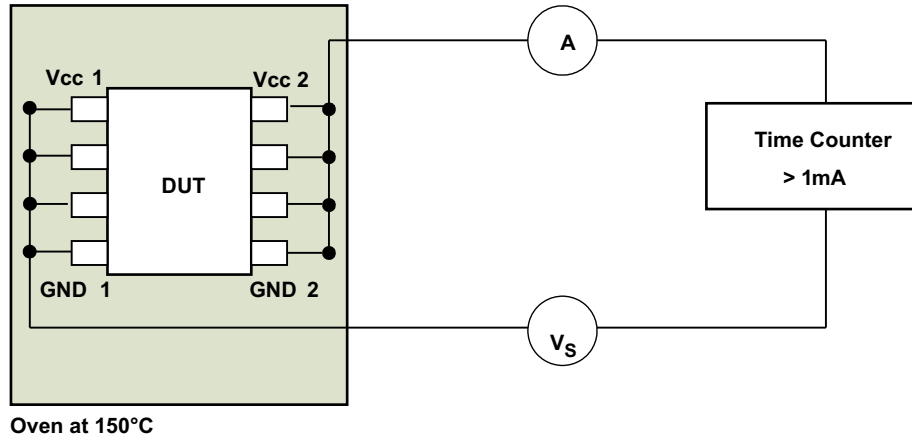 A
Vcc 1
Vcc 2
Time Counter
> 1mA
DUT
GND 1
GND 2
VS
Oven at 150°C